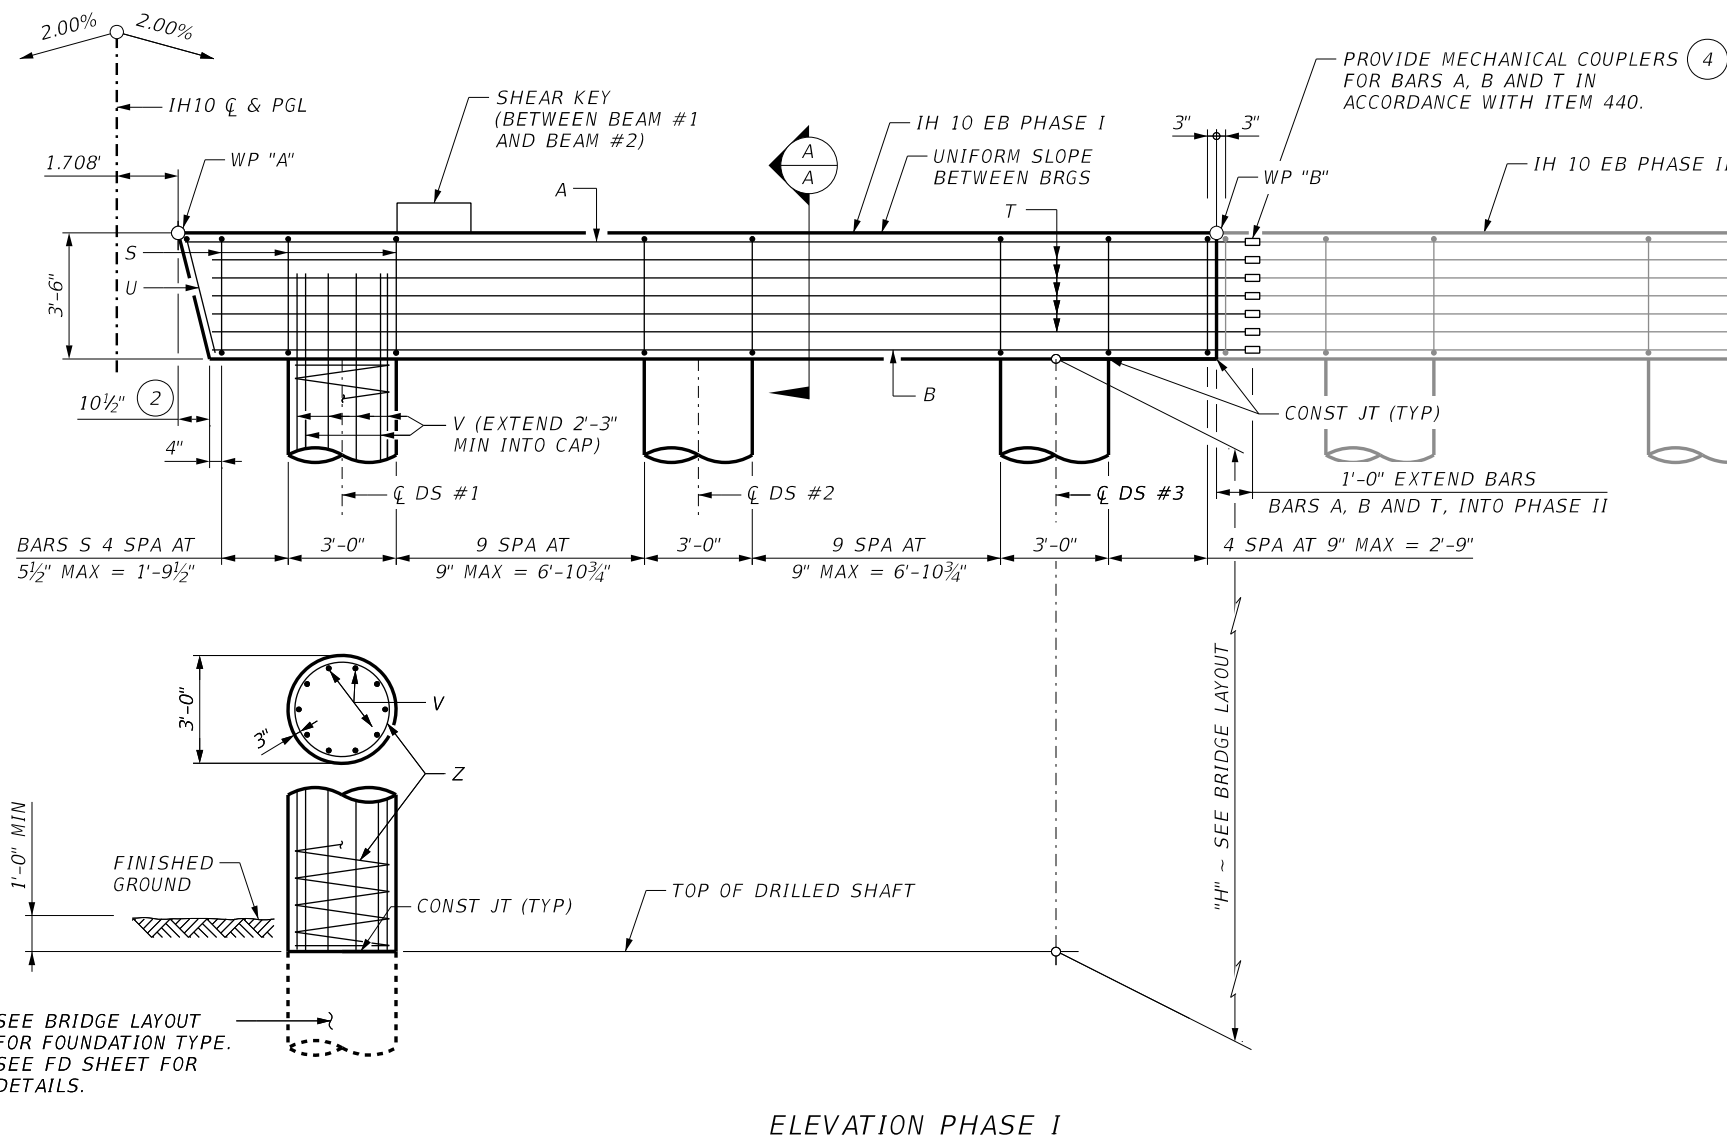 2.00%
2.00%
IH10 ℄ & PGL
1.708'
WP "A"
SHEAR KEY
(BETWEEN BEAM #1
AND BEAM #2)
A
A
A
IH 10 EB PHASE I
UNIFORM SLOPE
BETWEEN BRGS
T
3"
3"
WP "B"
PROVIDE MECHANICAL COUPLERS
FOR BARS A, B AND T IN
ACCORDANCE WITH ITEM 440.
4
IH 10 EB PHASE II
S
U
3'-6"
10½"
2
4"
V (EXTEND 2'-3"
MIN INTO CAP)
B
CONST JT (TYP)
℄ DS #1
℄ DS #2
℄ DS #3
1'-0" EXTEND BARS
BARS A, B AND T, INTO PHASE II
BARS S 4 SPA AT
5½" MAX = 1'-9½"
3'-0"
9 SPA AT
9" MAX = 6'-10¾"
3'-0"
9 SPA AT
9" MAX = 6'-10¾"
3'-0"
4 SPA AT 9" MAX = 2'-9"
3'-0"
3"
V
Z
"H" ~ SEE BRIDGE LAYOUT
1'-0" MIN
FINISHED
GROUND
CONST JT (TYP)
TOP OF DRILLED SHAFT
SEE BRIDGE LAYOUT
FOR FOUNDATION TYPE.
SEE FD SHEET FOR
DETAILS.
ELEVATION PHASE I